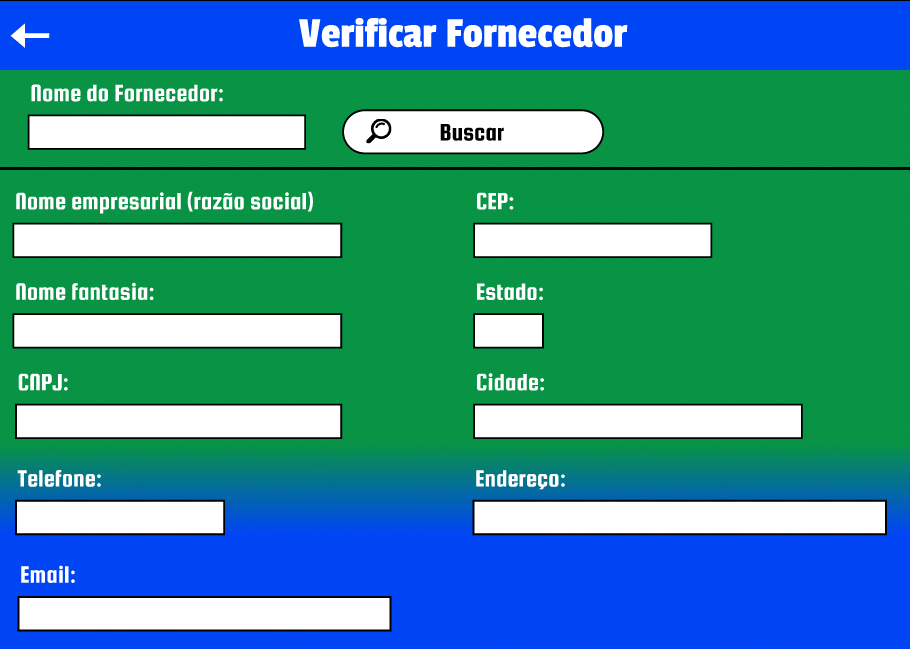 Verificar Fornecedor
Nome do Fornecedor:
Buscar
Nome empresarial (razão social)
CEP:
Nome fantasia:
Estado:
CNPJ:
Cidade:
Telefone:
Endereço:
Email: